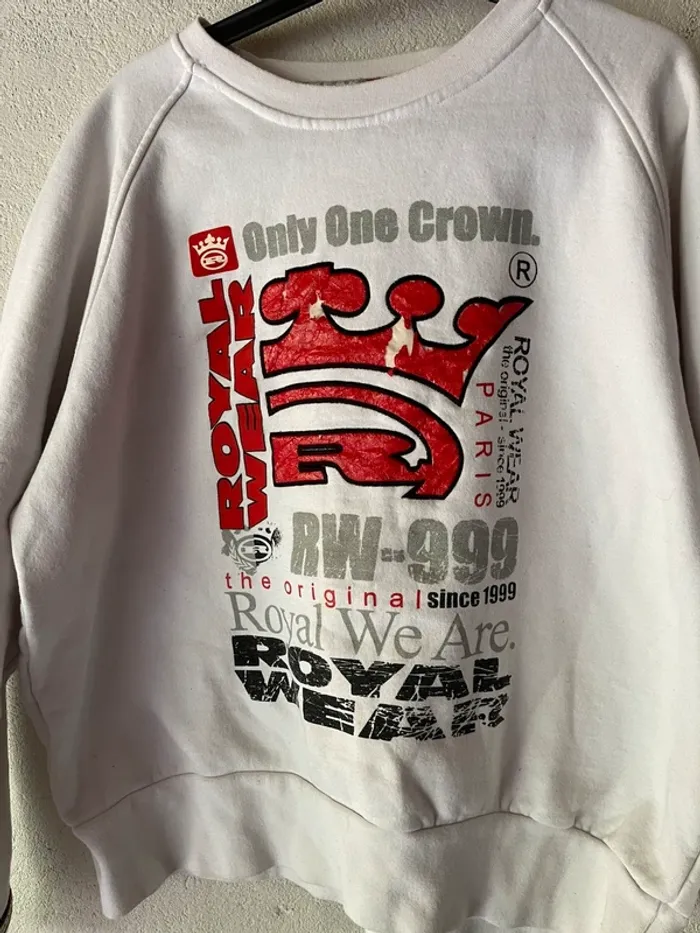 Only One Crown.
R
®
ROYAL
WEAR
R
PARIS
ROYAL WEAR
the original - since 1999
R
RW-999
the original since 1999
Royal We Are.
ROYAL
WEAR